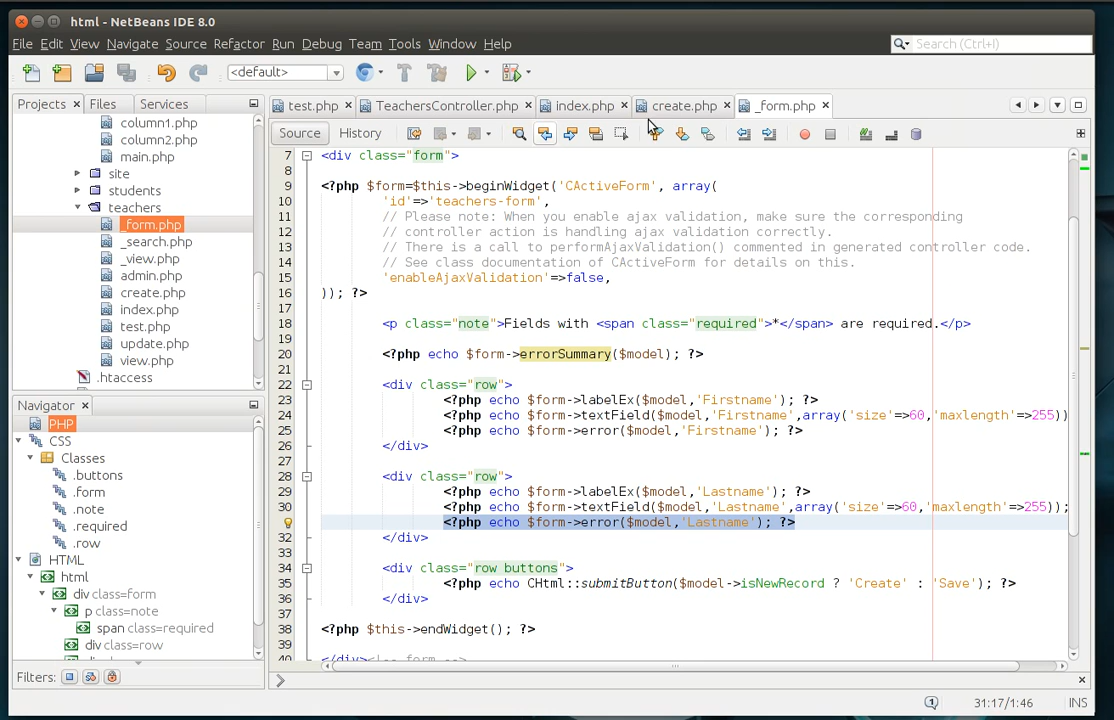 html - NetBeans IDE 8.0
File Edit View Navigate Source Refactor Run Debug Team Tools Window Help
Search (Ctrl+I)
<default>
Projects Files Services
test.php TeachersController.php index.php create.php _form.php
Source History
column1.php
column2.php
main.php
site
students
teachers
_form.php
_search.php
_view.php
admin.php
create.php
index.php
test.php
update.php
view.php
.htaccess
Navigator
PHP
CSS
Classes
.buttons
.form
.note
.required
.row
HTML
html
div class=form
p class=note
span class=required
div class=row
Filters:
7 <div class="form">
8
9 <?php $form=$this->beginWidget('CActiveForm', array(
10 'id'=>'teachers-form',
11 // Please note: When you enable ajax validation, make sure the corresponding
12 // controller action is handling ajax validation correctly.
13 // There is a call to performAjaxValidation() commented in generated controller code.
14 // See class documentation of CActiveForm for details on this.
15 'enableAjaxValidation'=>false,
16 )); ?>
17
18 <p class="note">Fields with <span class="required">*</span> are required.</p>
19
20 <?php echo $form->errorSummary($model); ?>
21
22 <div class="row">
23 <?php echo $form->labelEx($model,'Firstname'); ?>
24 <?php echo $form->textField($model,'Firstname',array('size'=>60,'maxlength'=>255))
25 <?php echo $form->error($model,'Firstname'); ?>
26 </div>
27
28 <div class="row">
29 <?php echo $form->labelEx($model,'Lastname'); ?>
30 <?php echo $form->textField($model,'Lastname',array('size'=>60,'maxlength'=>255));
<?php echo $form->error($model,'Lastname'); ?>
32 </div>
33
34 <div class="row buttons">
35 <?php echo CHtml::submitButton($model->isNewRecord ? 'Create' : 'Save'); ?>
36 </div>
37
38 <?php $this->endWidget(); ?>
39
40 </div><!-- form -->
31:17/1:46 INS